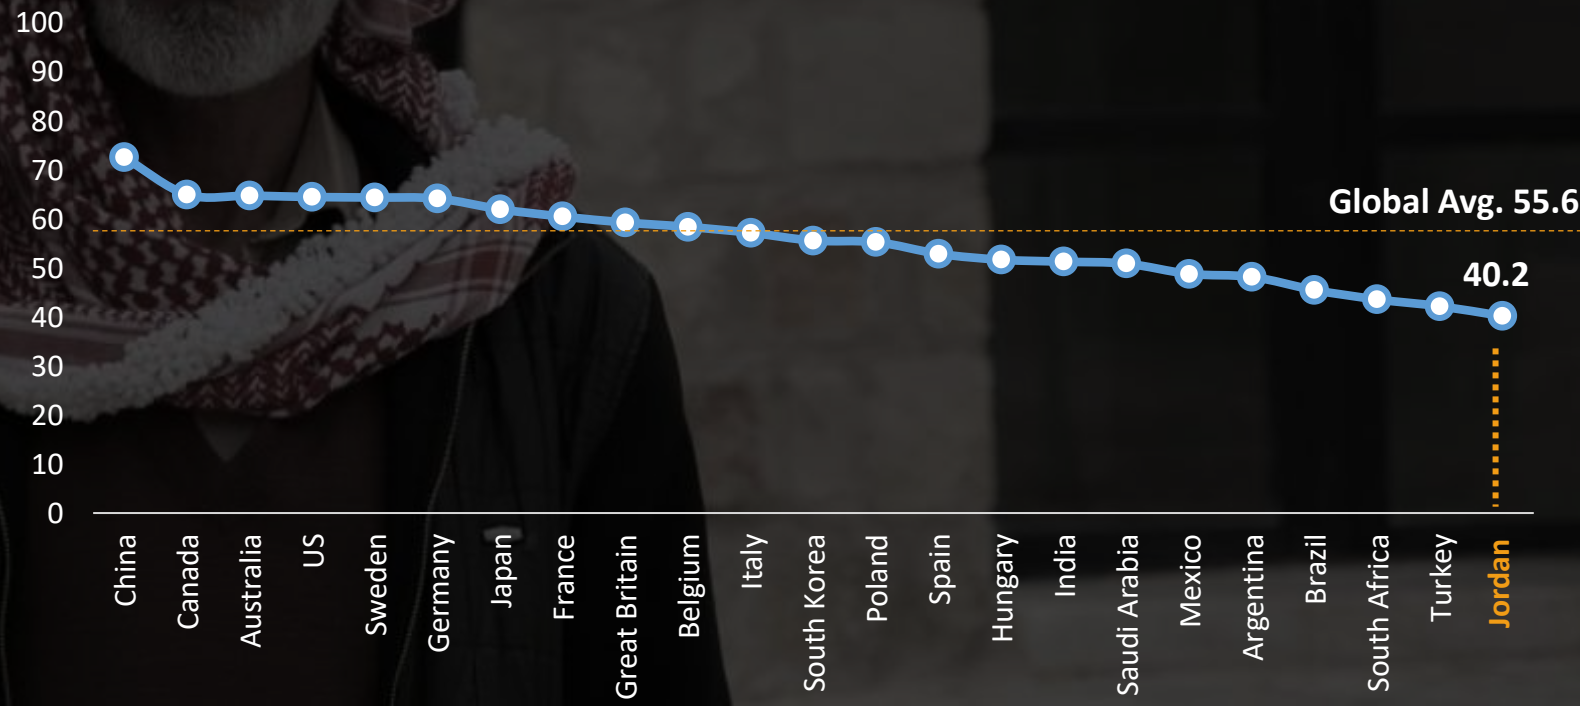 100
90
80
70
60
50
40
30
20
10
0
Global Avg. 55.6
40.2
China
Canada
Australia
US
Sweden
Germany
Japan
France
Great Britain
Belgium
Italy
South Korea
Poland
Spain
Hungary
India
Saudi Arabia
Mexico
Argentina
Brazil
South Africa
Turkey
Jordan